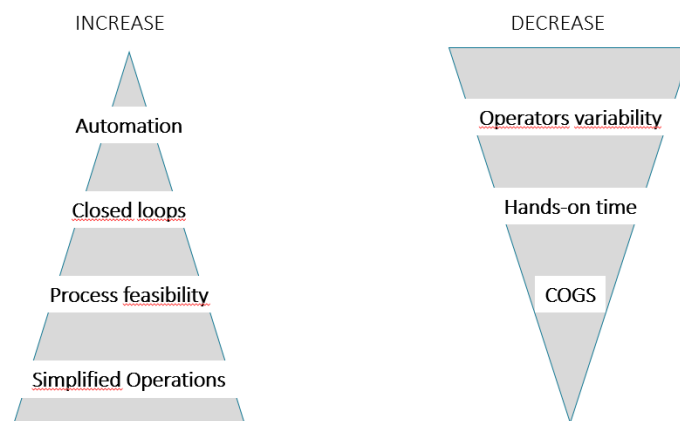 INCREASE
Automation
Closed loops
Process feasibility
Simplified Operations
DECREASE
Operators variability
Hands-on time
COGS